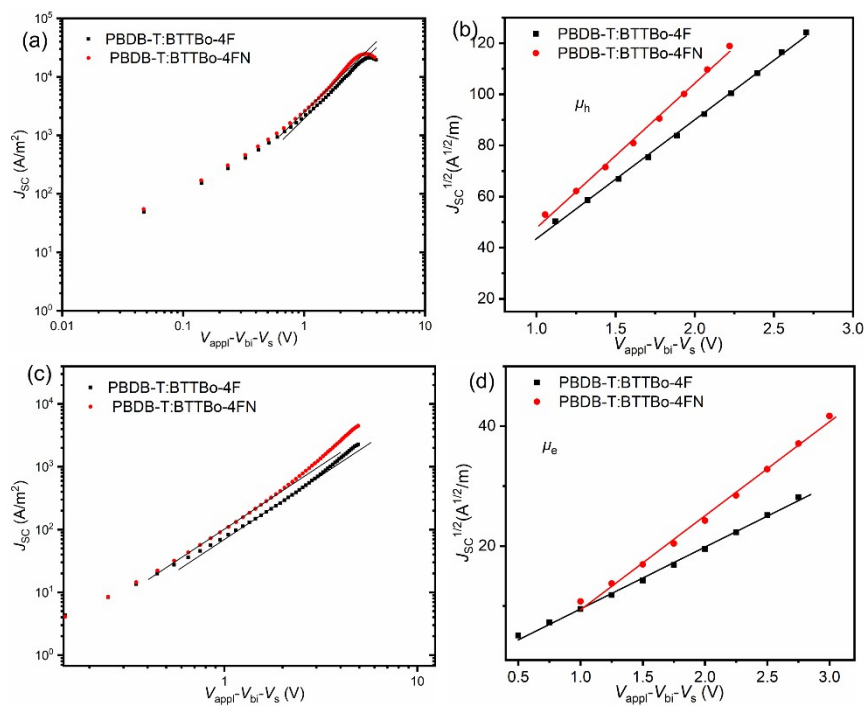 (a)
PBDB-T:BTTBo-4F
PBDB-T:BTTBo-4FN
10⁵
10⁴
10³
10²
10¹
10⁰
J_SC (A/m²)
0.01
0.1
1
10
V_appl-V_bi-V_s (V)
(b)
PBDB-T:BTTBo-4F
PBDB-T:BTTBo-4FN
μ_h
120
100
80
60
40
20
J_SC^1/2(A^1/2/m)
1.0
1.5
2.0
2.5
3.0
V_appl-V_bi-V_s (V)
(c)
PBDB-T:BTTBo-4F
PBDB-T:BTTBo-4FN
10⁴
10³
10²
10¹
10⁰
J_SC (A/m²)
1
10
V_appl-V_bi-V_s (V)
(d)
PBDB-T:BTTBo-4F
PBDB-T:BTTBo-4FN
μ_e
40
20
J_SC^1/2(A^1/2/m)
0.5
1.0
1.5
2.0
2.5
3.0
V_appl-V_bi-V_s (V)